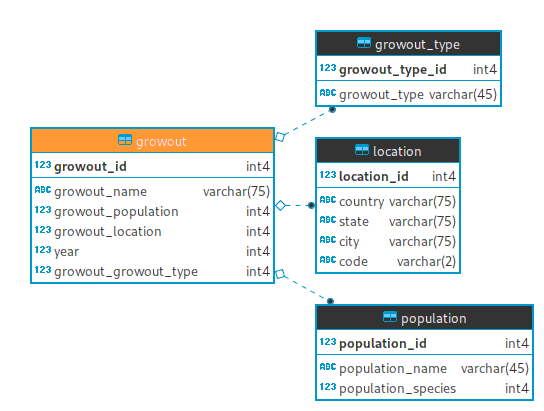 growout_type
123 growout_type_id int4
ABC growout_type varchar(45)
growout
123 growout_id int4
ABC growout_name varchar(75)
123 growout_population int4
123 growout_location int4
123 year int4
123 growout_growout_type int4
location
123 location_id int4
ABC country varchar(75)
ABC state varchar(75)
ABC city varchar(75)
ABC code varchar(2)
population
123 population_id int4
ABC population_name varchar(45)
123 population_species int4